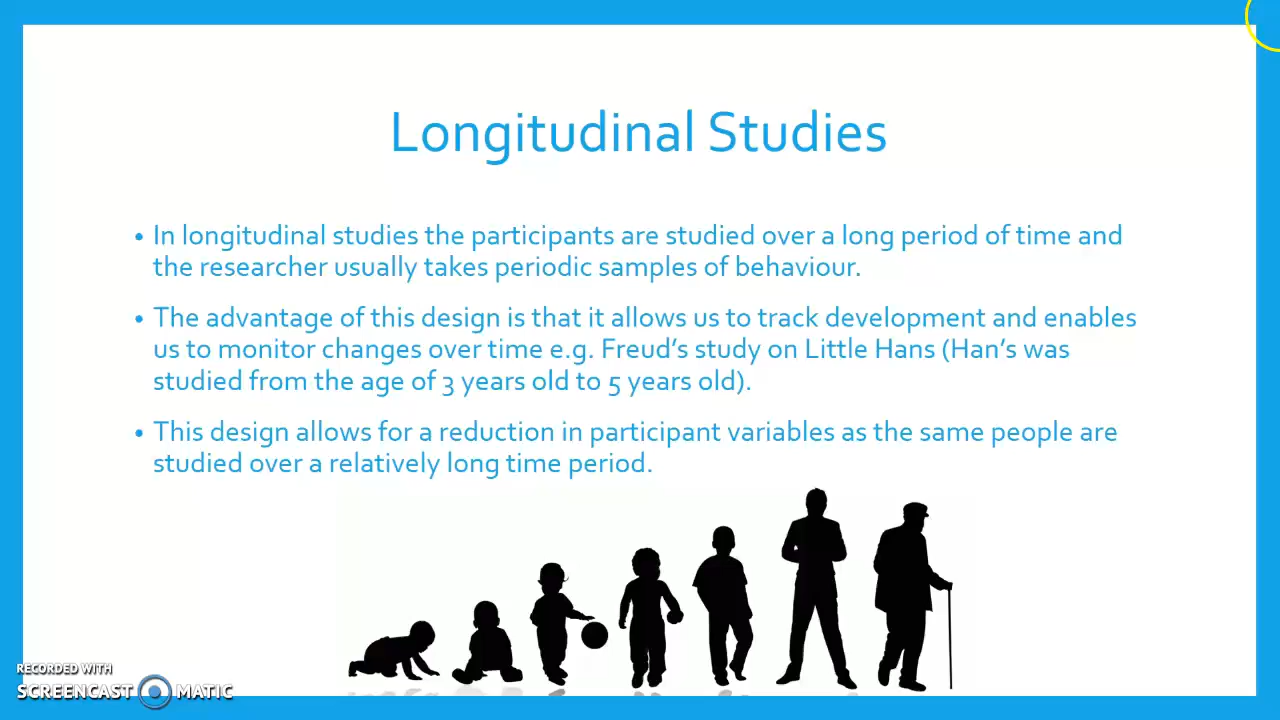 Longitudinal Studies
• In longitudinal studies the participants are studied over a long period of time and
the researcher usually takes periodic samples of behaviour.
• The advantage of this design is that it allows us to track development and enables
us to monitor changes over time e.g. Freud’s study on Little Hans (Han’s was
studied from the age of 3 years old to 5 years old).
• This design allows for a reduction in participant variables as the same people are
studied over a relatively long time period.
RECORDED WITH
SCREENCAST MATIC